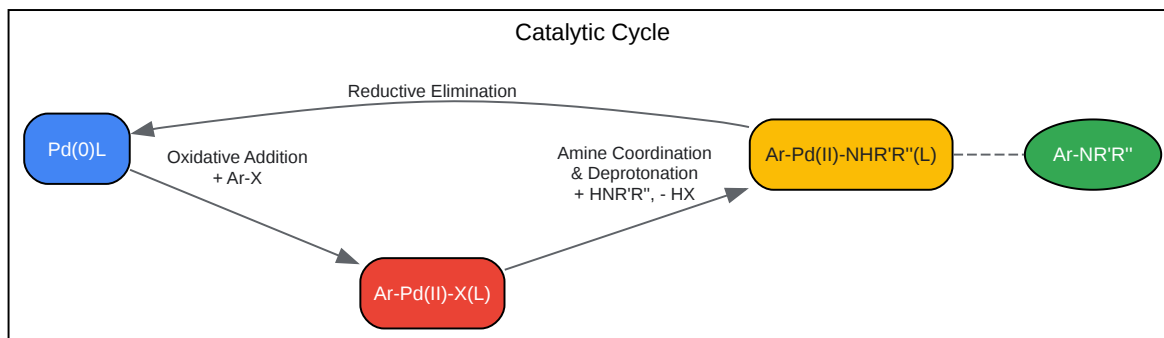 Catalytic Cycle
Reductive Elimination
Pd(0)L
Oxidative Addition
+ Ar-X
Amine Coordination
& Deprotonation
+ HNR'R", - HX
Ar-Pd(II)-NHR'R"(L)
Ar-NR'R"
Ar-Pd(II)-X(L)